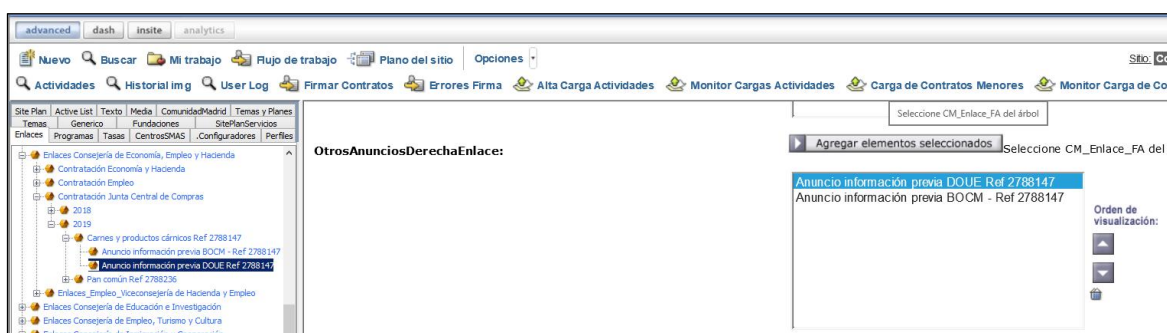 advanced dash insite analytics
Nuevo Buscar Mi trabajo Flujo de trabajo Plano del sitio Opciones Sitio: Co
Actividades Historial img User Log Firmar Contratos Errores Firma Alta Carga Actividades Monitor Cargas Actividades Carga de Contratos Menores Monitor Carga de Co
Site Plan Active List Texto Media ComunidadMadrid Temas y Planes
Temas Generico Fundaciones SitePlanServicios
Enlaces Programas Tasas CentrosSMAS .Configuradores Perfiles
Enlaces Consejería de Economía, Empleo y Hacienda
Contratación Economía y Hacienda
Contratación Empleo
Contratación Junta Central de Compras
2018
2019
Carnes y productos cárnicos Ref 2788147
Anuncio información previa BOCM - Ref 2788147
Anuncio información previa DOUE Ref 2788147
Pan común Ref 2788236
Enlaces_Empleo_Viceconsejería de Hacienda y Empleo
Enlaces Consejería de Educación e Investigación
Enlaces Consejería de Empleo, Turismo y Cultura
OtrosAnunciosDerechaEnlace:
Seleccione CM_Enlace_FA del árbol
Agregar elementos seleccionados Seleccione CM_Enlace_FA del
Anuncio información previa DOUE Ref 2788147
Anuncio información previa BOCM - Ref 2788147
Orden de
visualización: